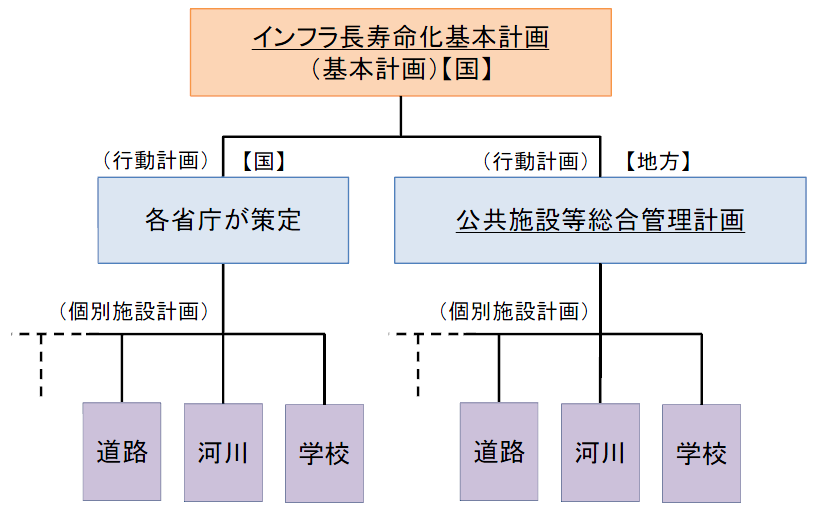 インフラ長寿命化基本計画
（基本計画）【国】
（行動計画）【国】
（行動計画）【地方】
各省庁が策定
公共施設等総合管理計画
（個別施設計画）
（個別施設計画）
道路
河川
学校
道路
河川
学校